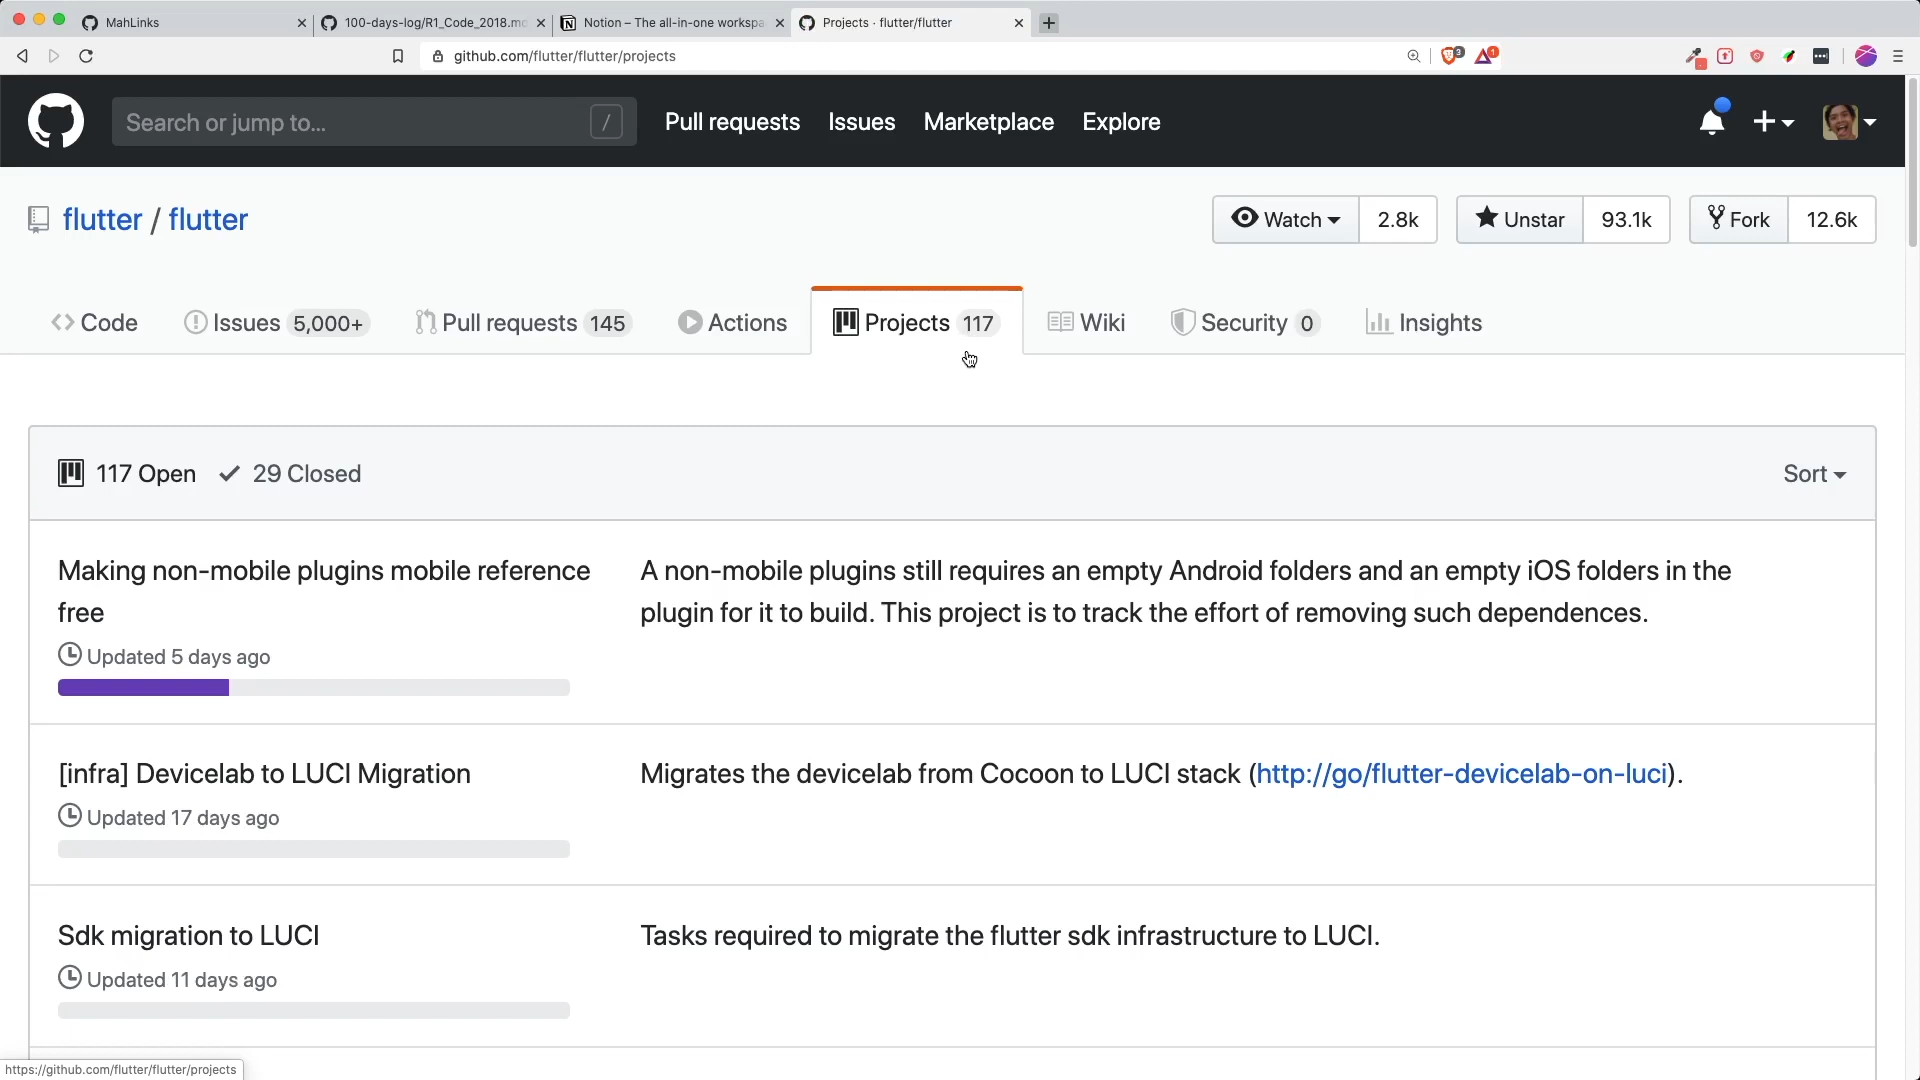 MahLinks
100-days-log/R1_Code_2018.md
Notion – The all-in-one workspa
Projects · flutter/flutter
github.com/flutter/flutter/projects
3
1
Search or jump to...
/
Pull requests
Issues
Marketplace
Explore
flutter / flutter
Watch
2.8k
Unstar
93.1k
Fork
12.6k
Code
Issues 5,000+
Pull requests 145
Actions
Projects 117
Wiki
Security 0
Insights
117 Open
29 Closed
Sort
Making non-mobile plugins mobile reference
free
Updated 5 days ago
A non-mobile plugins still requires an empty Android folders and an empty iOS folders in the
plugin for it to build. This project is to track the effort of removing such dependences.
[infra] Devicelab to LUCI Migration
Updated 17 days ago
Migrates the devicelab from Cocoon to LUCI stack (http://go/flutter-devicelab-on-luci).
Sdk migration to LUCI
Updated 11 days ago
Tasks required to migrate the flutter sdk infrastructure to LUCI.
https://github.com/flutter/flutter/projects